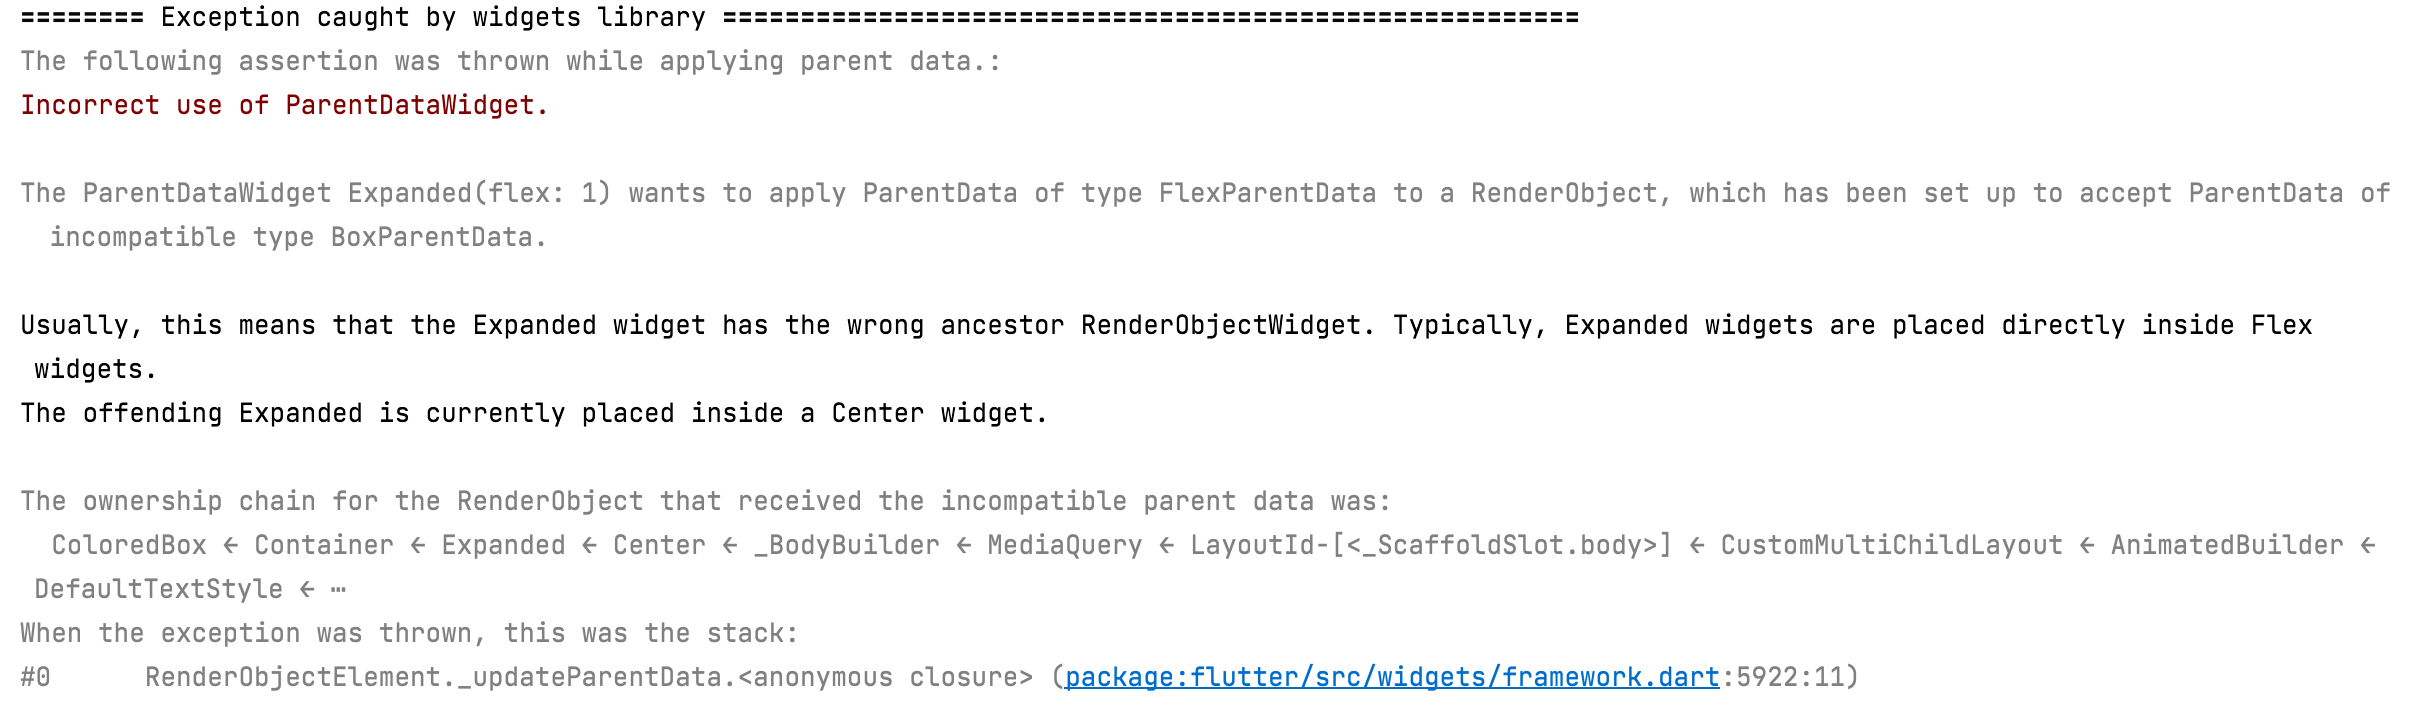 ======== Exception caught by widgets library =======================================================
The following assertion was thrown while applying parent data.:
Incorrect use of ParentDataWidget.
The ParentDataWidget Expanded(flex: 1) wants to apply ParentData of type FlexParentData to a RenderObject, which has been set up to accept ParentData of
incompatible type BoxParentData.
Usually, this means that the Expanded widget has the wrong ancestor RenderObjectWidget. Typically, Expanded widgets are placed directly inside Flex
widgets.
The offending Expanded is currently placed inside a Center widget.
The ownership chain for the RenderObject that received the incompatible parent data was:
ColoredBox ← Container ← Expanded ← Center ← _BodyBuilder ← MediaQuery ← LayoutId-[<_ScaffoldSlot.body>] ← CustomMultiChildLayout ← AnimatedBuilder ←
DefaultTextStyle ← ⋯
When the exception was thrown, this was the stack:
#0      RenderObjectElement._updateParentData.<anonymous closure> (package:flutter/src/widgets/framework.dart:5922:11)